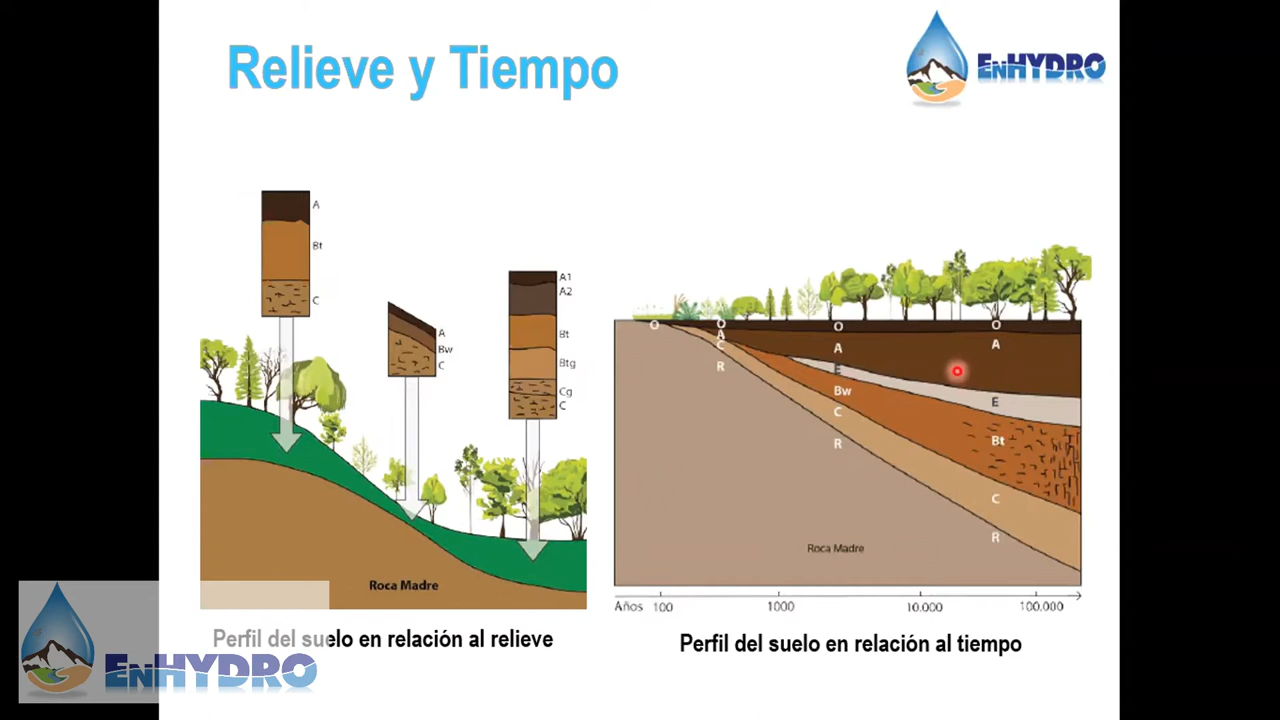 Relieve y Tiempo
EnHYDRO
A
Bt
C
A
Bw
C
A1
A2
Bt
Btg
Cg
C
Roca Madre
Perfil del suelo en relación al relieve
O
O
A
C
R
O
A
E
Bw
C
R
O
A
E
Bt
C
R
Roca Madre
Años 100 1000 10.000 100.000
Perfil del suelo en relación al tiempo
EnHYDRO